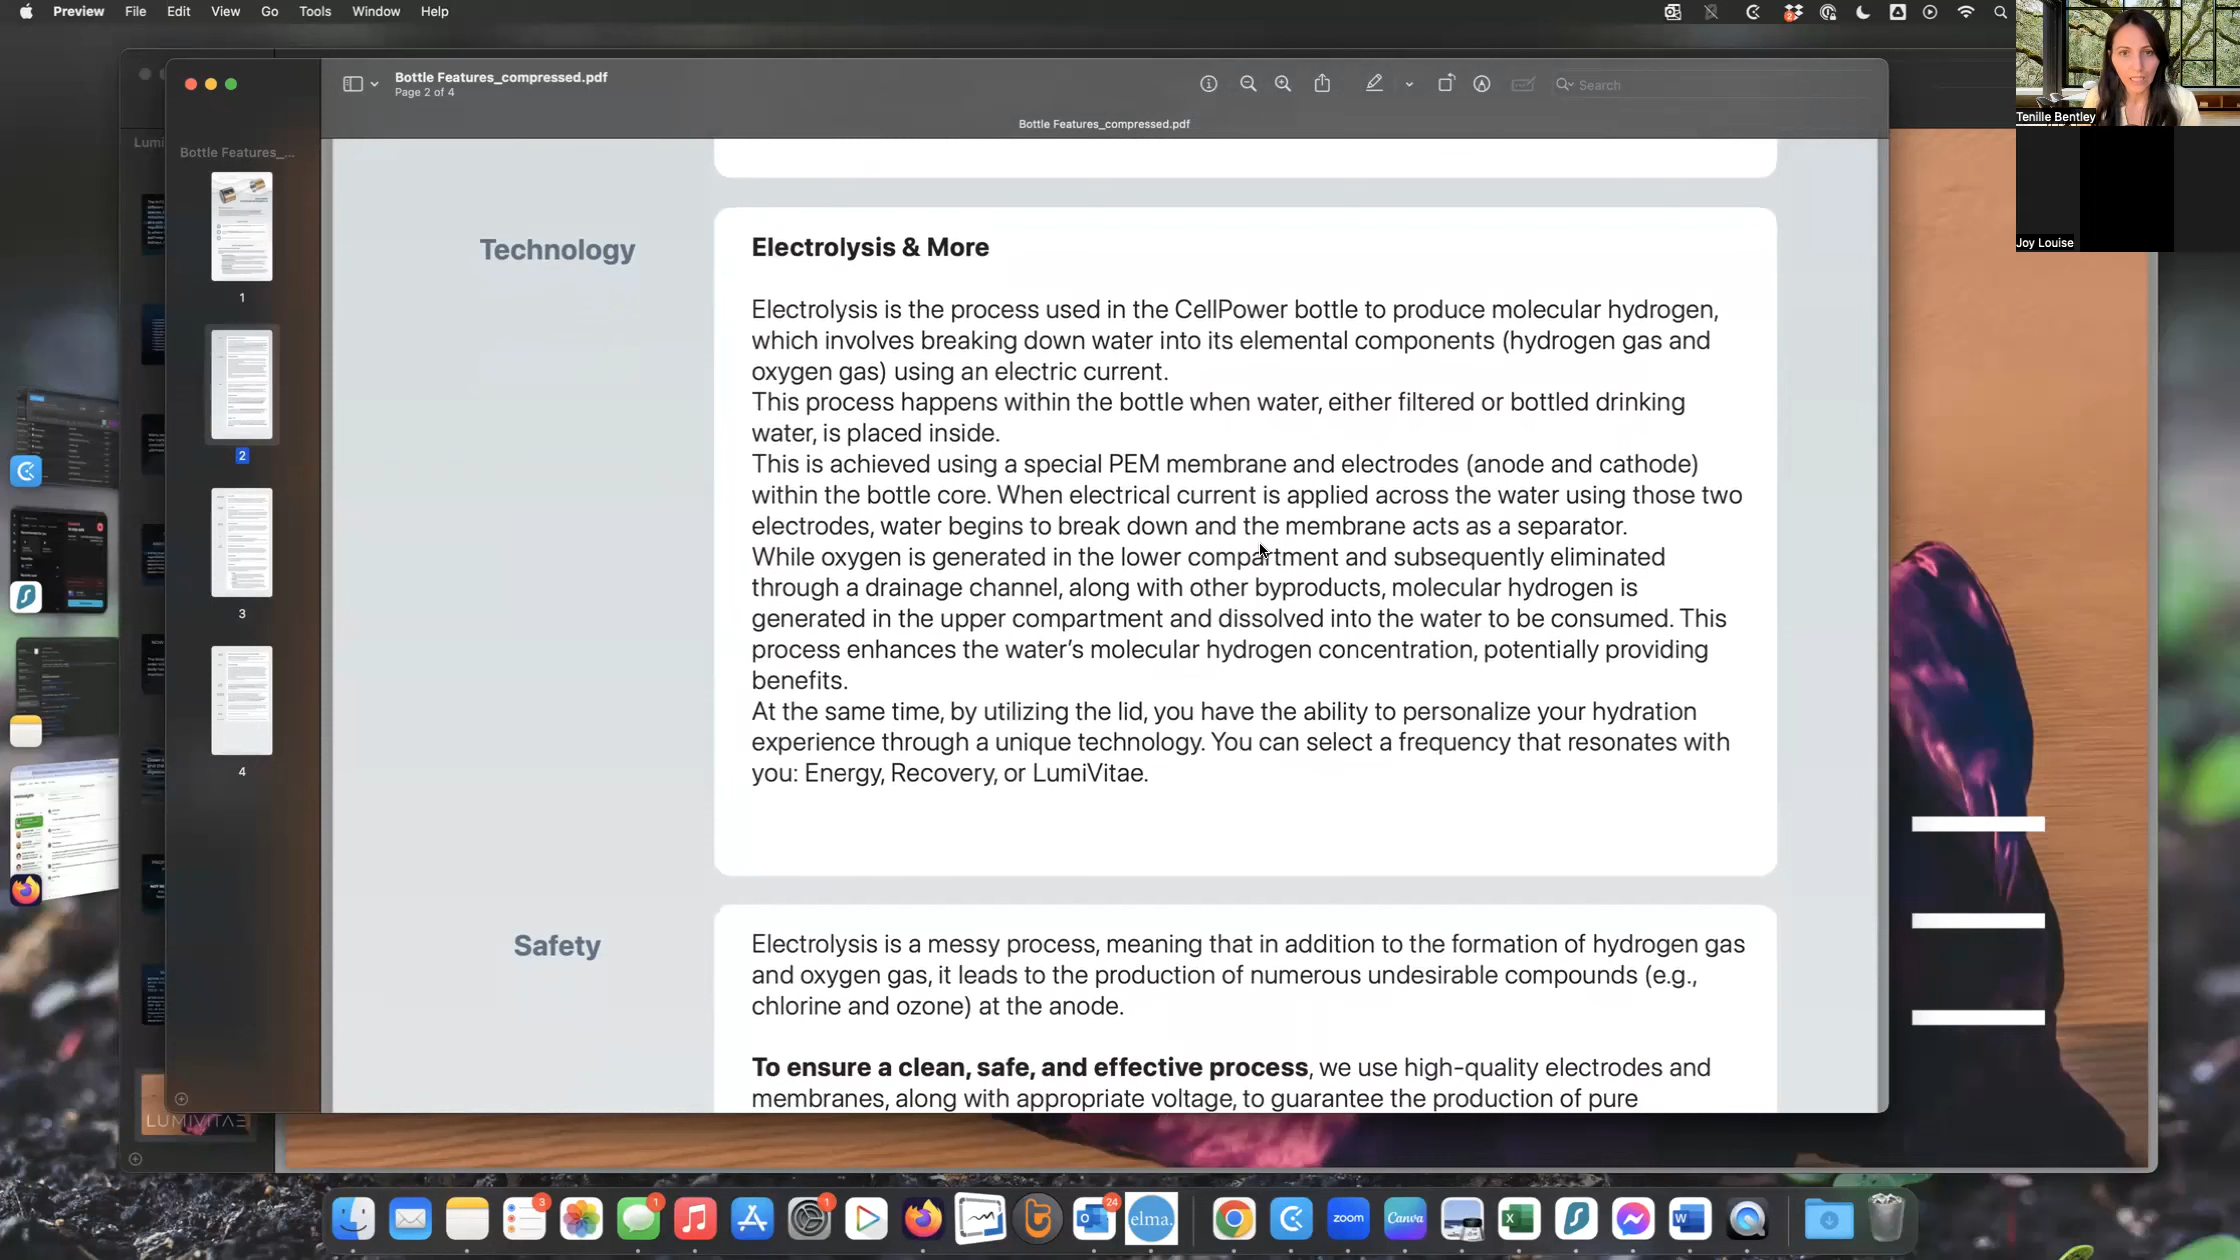 Preview File Edit View Go Tools Window Help
Tenille Bentley
Joy Louise
Bottle Features_compressed.pdf
Page 2 of 4
Search
Bottle Features_compressed.pdf
Lumi
Bottle Features_...
1
2
3
4
Technology
Electrolysis & More
Electrolysis is the process used in the CellPower bottle to produce molecular hydrogen,
which involves breaking down water into its elemental components (hydrogen gas and
oxygen gas) using an electric current.
This process happens within the bottle when water, either filtered or bottled drinking
water, is placed inside.
This is achieved using a special PEM membrane and electrodes (anode and cathode)
within the bottle core. When electrical current is applied across the water using those two
electrodes, water begins to break down and the membrane acts as a separator.
While oxygen is generated in the lower compartment and subsequently eliminated
through a drainage channel, along with other byproducts, molecular hydrogen is
generated in the upper compartment and dissolved into the water to be consumed. This
process enhances the water’s molecular hydrogen concentration, potentially providing
benefits.
At the same time, by utilizing the lid, you have the ability to personalize your hydration
experience through a unique technology. You can select a frequency that resonates with
you: Energy, Recovery, or LumiVitae.
Safety
Electrolysis is a messy process, meaning that in addition to the formation of hydrogen gas
and oxygen gas, it leads to the production of numerous undesirable compounds (e.g.,
chlorine and ozone) at the anode.
To ensure a clean, safe, and effective process, we use high-quality electrodes and
membranes, along with appropriate voltage, to guarantee the production of pure
LUMIVITAE
3
1
1
24
elma.
zoom
Canva
X
W